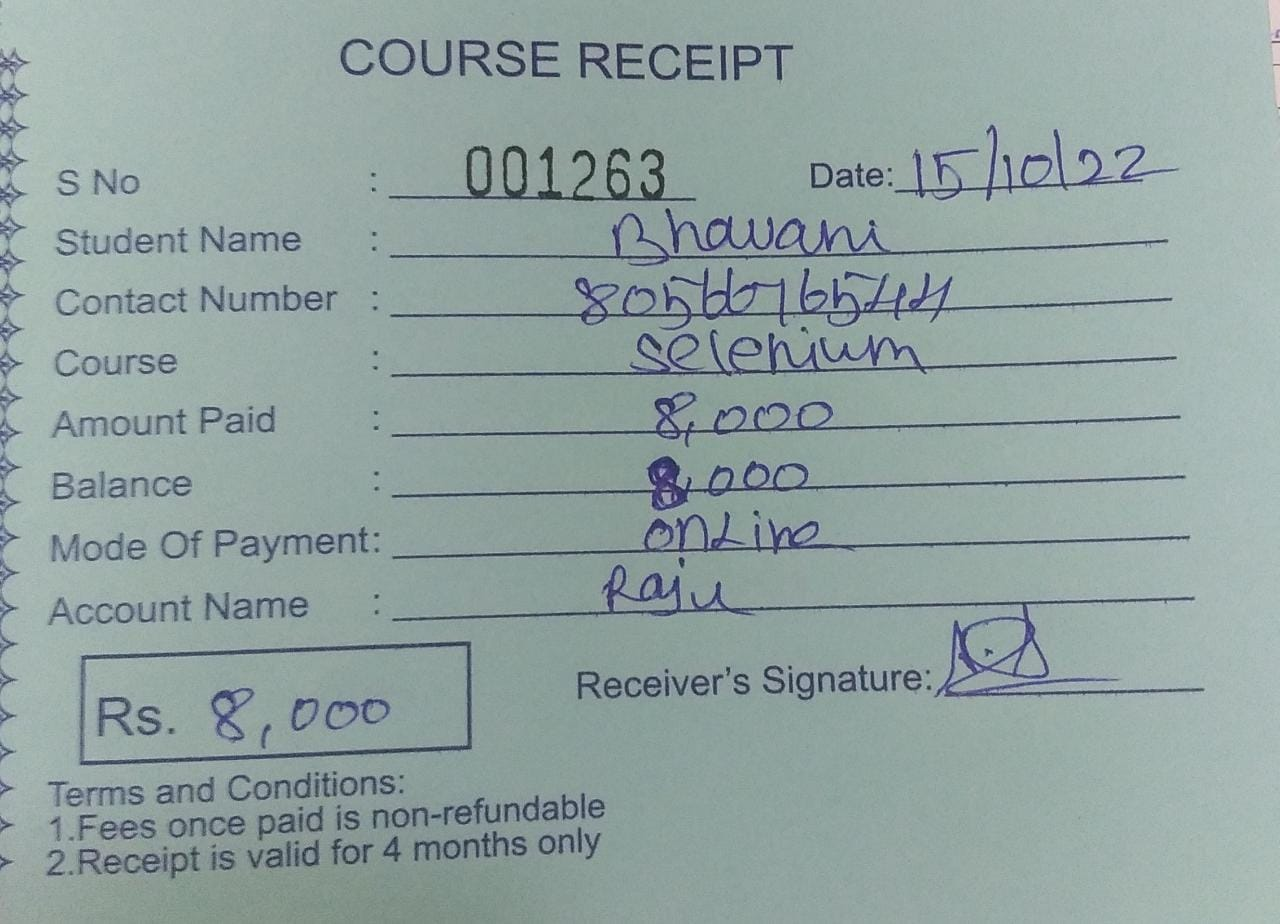 COURSE RECEIPT
S No : 001263 Date: 15/10/22
Student Name : Bhavani
Contact Number : 8056676544
Course : Selenium
Amount Paid : 8,000
Balance : 8,000
Mode Of Payment: onLine
Account Name : Raju
Rs. 8,000 Receiver's Signature:
Terms and Conditions:
1.Fees once paid is non-refundable
2.Receipt is valid for 4 months only